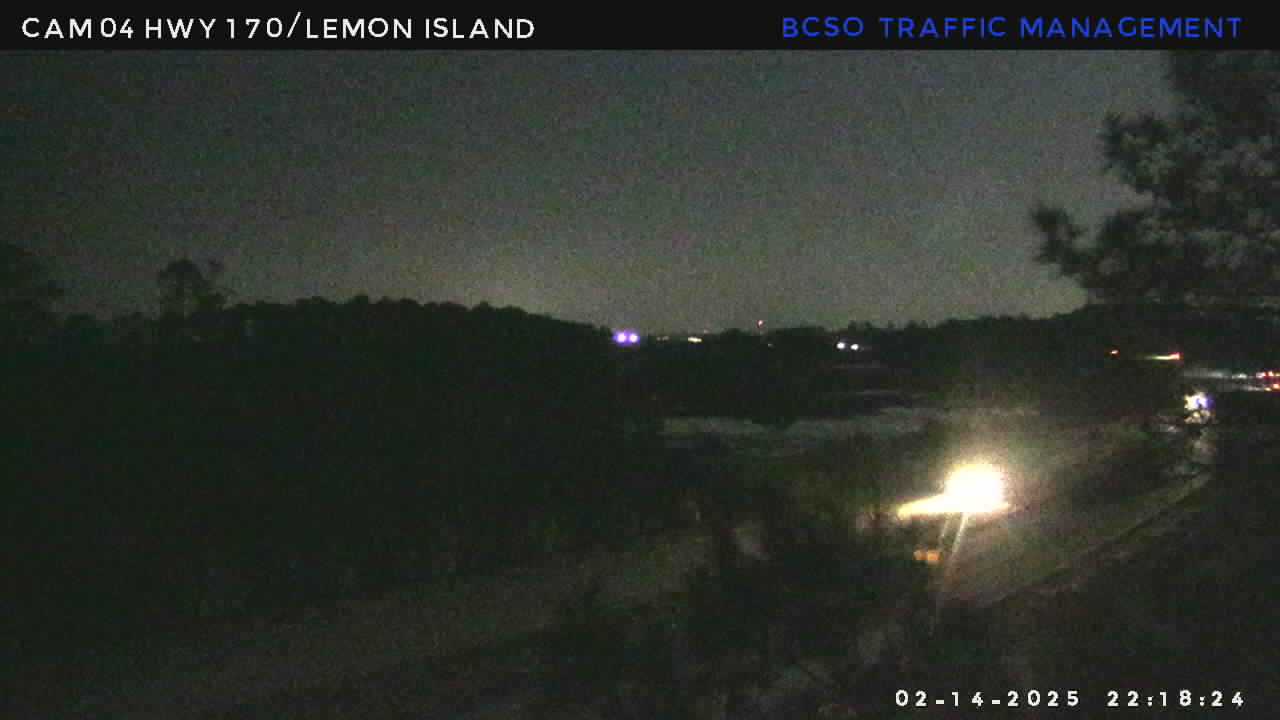 CAM04 HWY 170/LEMON ISLAND
BCSO TRAFFIC MANAGEMENT
02-14-2025 22:18:24